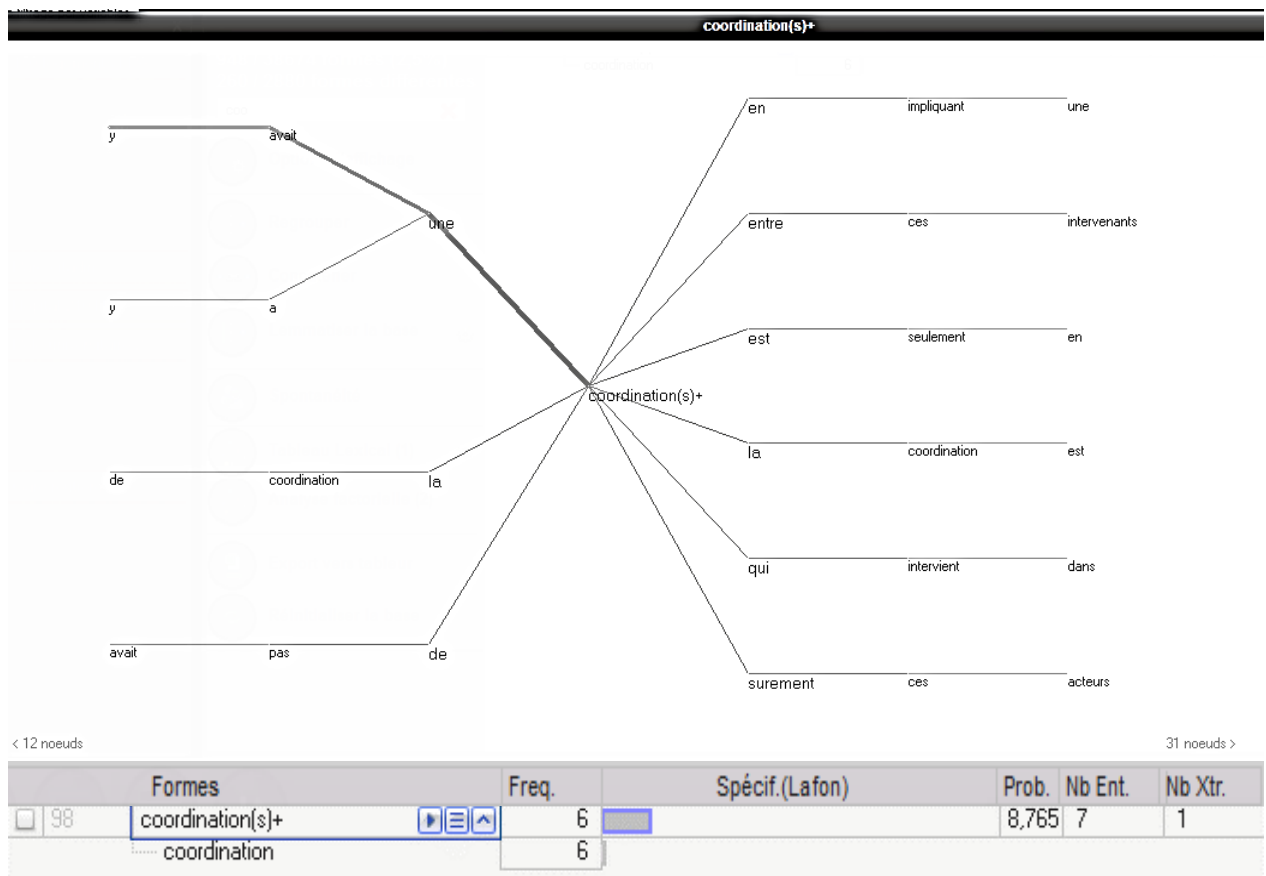 coordination(s)+
en impliquant une
y avait
une
entre ces intervenants
y a
est seulement en
coordination(s)+
la coordination est
de coordination la
qui intervient dans
avait pas de
surement ces acteurs
< 12 noeuds 31 noeuds >
Formes Freq. Spécif.(Lafon) Prob. Nb Ent. Nb Xtr.
98 coordination(s)+ 6 8,765 7 1
coordination 6